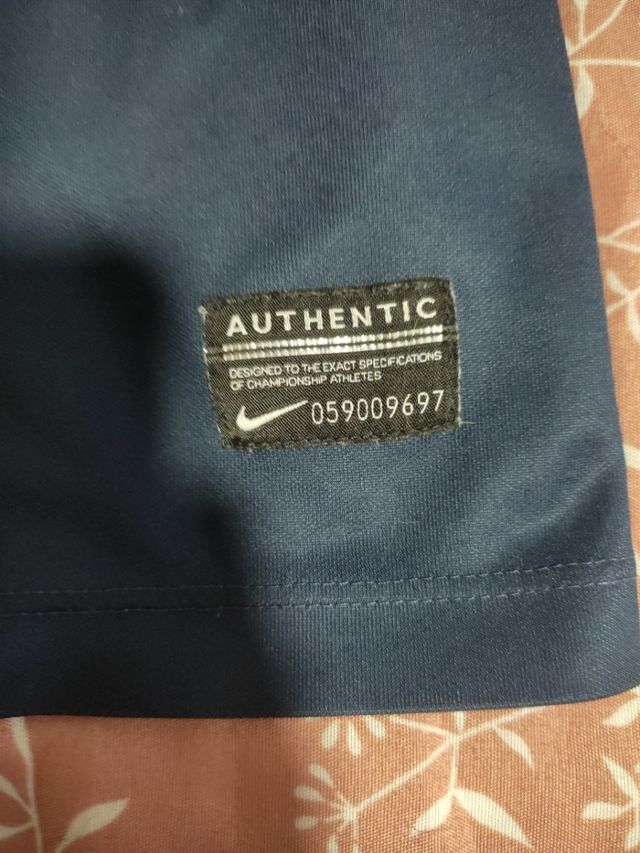 AUTHENTIC
DESIGNED TO THE EXACT SPECIFICATIONS
OF CHAMPIONSHIP ATHLETES
059009697